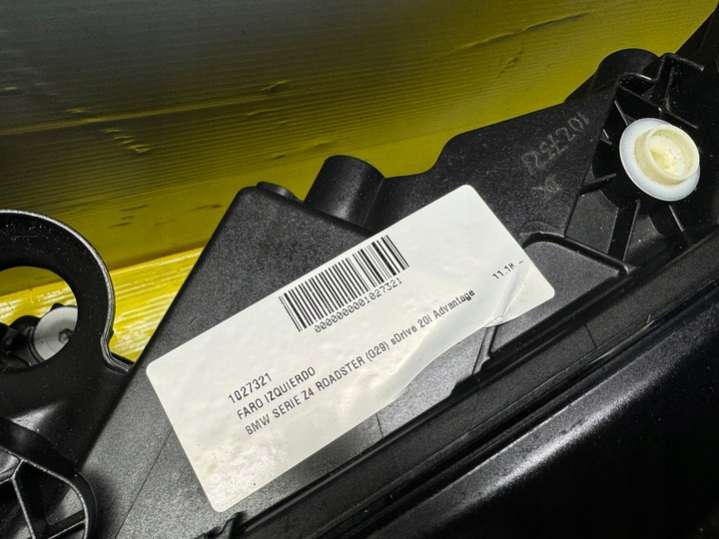 0000000001027321
1027321
FARO IZQUIERDO
BMW SERIE Z4 ROADSTER (G29) sDrive 20i Advantage
11.18 -